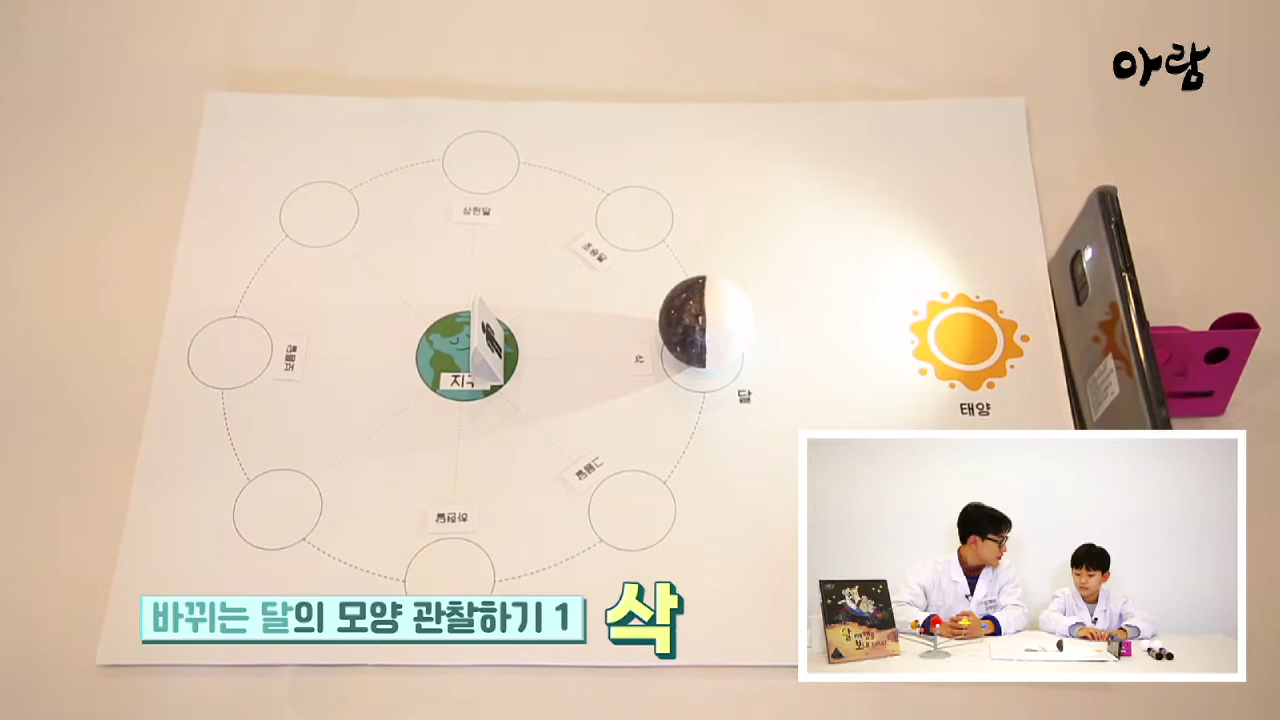 아람
상현달
초승달
보름달
지구
삭
달
태양
그믐달
하현달
바뀌는 달의 모양 관찰하기 1
삭